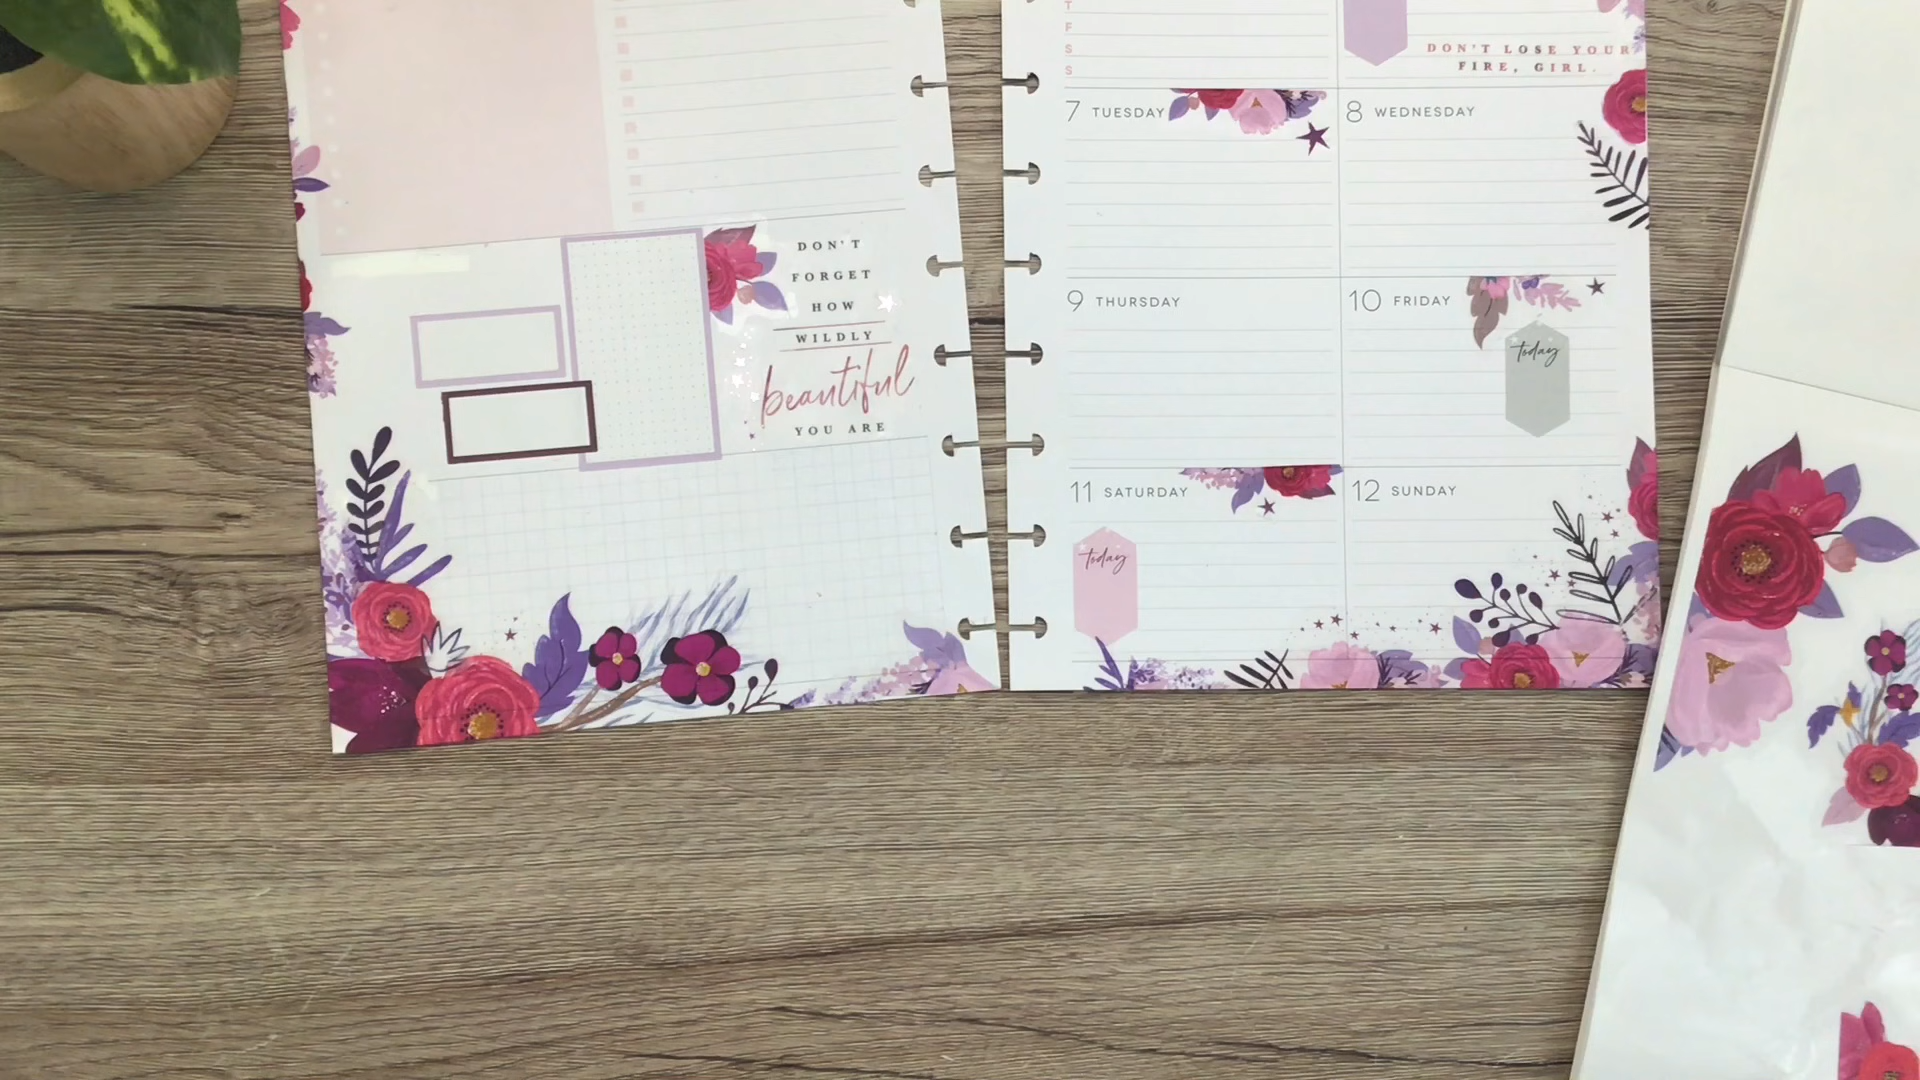 DON'T
FORGET
HOW
WILDLY
beautiful
YOU ARE
T
F
S
S
DON'T LOSE YOUR
FIRE, GIRL.
7 TUESDAY
8 WEDNESDAY
9 THURSDAY
10 FRIDAY
today
11 SATURDAY
12 SUNDAY
today